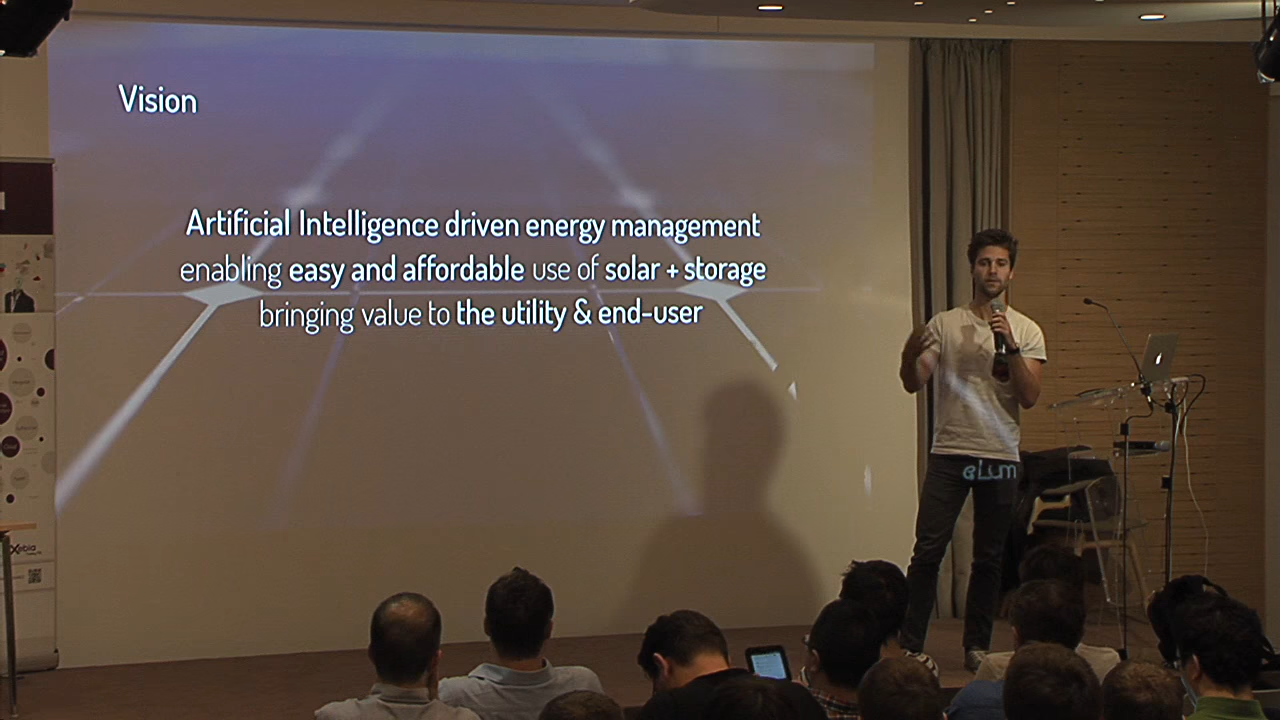 Vision
Artificial Intelligence driven energy management
enabling easy and affordable use of solar + storage
bringing value to the utility & end-user
eLum
Xebia